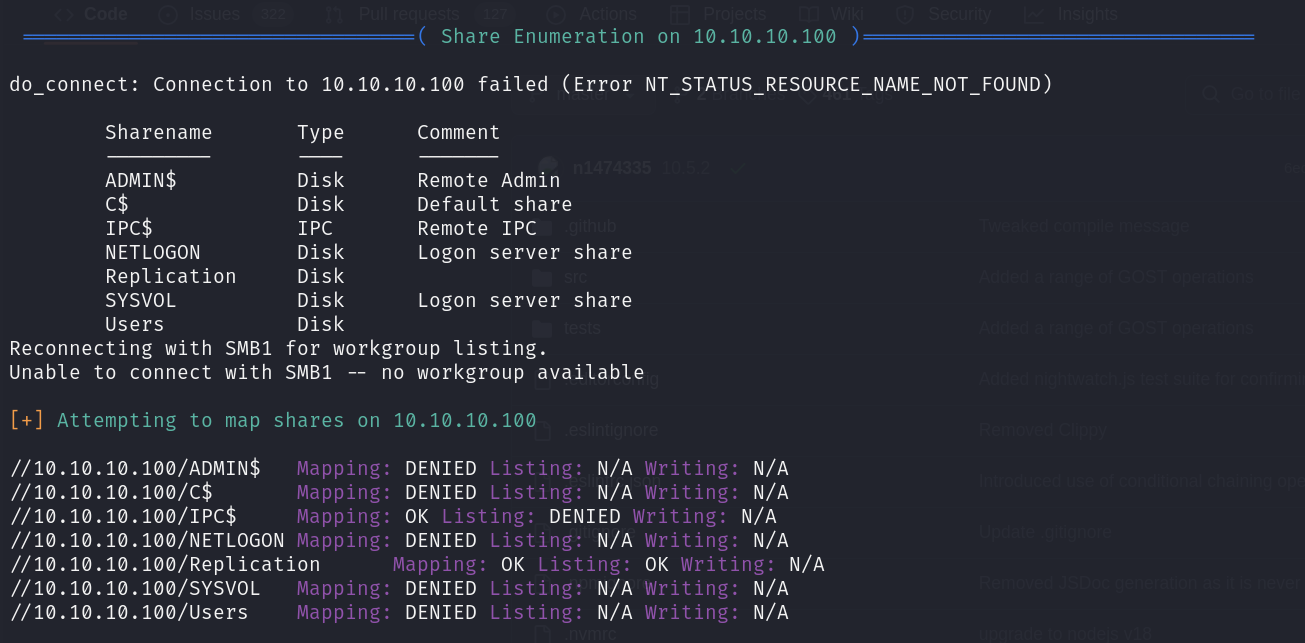 Code Issues 322 Pull requests 127 Actions Projects Wiki Security Insights
( Share Enumeration on 10.10.10.100 )
do_connect: Connection to 10.10.10.100 failed (Error NT_STATUS_RESOURCE_NAME_NOT_FOUND)
Go to file
Sharename Type Comment
n1474335 10.5.2
ADMIN$ Disk Remote Admin
C$ Disk Default share
IPC$ IPC Remote IPC
.github Tweaked compile message
NETLOGON Disk Logon server share
Replication Disk
src Added a range of GOST operations
SYSVOL Disk Logon server share
Users Disk
tests Added a range of GOST operations
Reconnecting with SMB1 for workgroup listing.
Unable to connect with SMB1 -- no workgroup available
[+] Attempting to map shares on 10.10.10.100
.eslintignore Removed Clippy
//10.10.10.100/ADMIN$ Mapping: DENIED Listing: N/A Writing: N/A
Introduced use of conditional chaining
//10.10.10.100/C$ Mapping: DENIED Listing: N/A Writing: N/A
//10.10.10.100/IPC$ Mapping: OK Listing: DENIED Writing: N/A
.gitignore Update .gitignore
//10.10.10.100/NETLOGON Mapping: DENIED Listing: N/A Writing: N/A
//10.10.10.100/Replication Mapping: OK Listing: OK Writing: N/A
Removed JSDoc generation as it is never
//10.10.10.100/SYSVOL Mapping: DENIED Listing: N/A Writing: N/A
//10.10.10.100/Users Mapping: DENIED Listing: N/A Writing: N/A
.nvmrc upgrade to nodejs v18